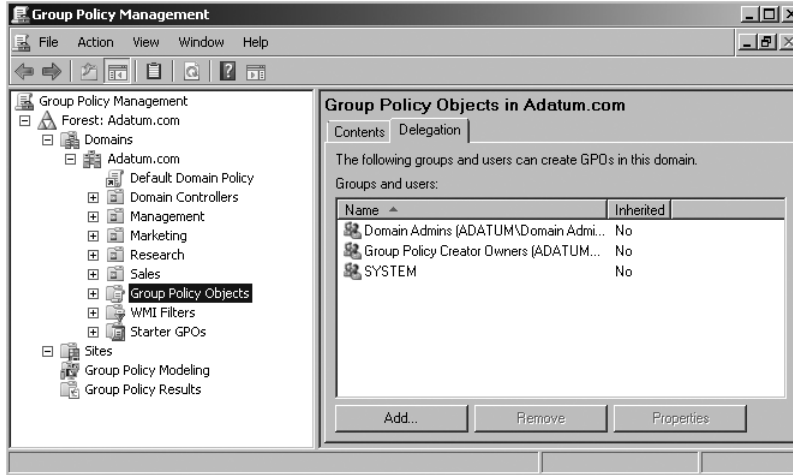 Group Policy Management
File Action View Window Help
Group Policy Management
Forest: Adatum.com
Domains
Adatum.com
Default Domain Policy
Domain Controllers
Management
Marketing
Research
Sales
Group Policy Objects
WMI Filters
Starter GPOs
Sites
Group Policy Modeling
Group Policy Results
Group Policy Objects in Adatum.com
Contents Delegation
The following groups and users can create GPOs in this domain.
Groups and users:
Name Inherited
Domain Admins (ADATUM\Domain Admi... No
Group Policy Creator Owners (ADATUM... No
SYSTEM No
Add... Remove Properties